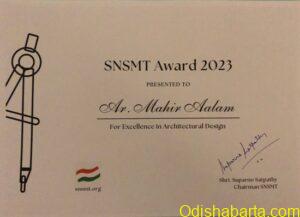 SNSMT Award 2023
PRESENTED TO
Ar. Mahir Aalam
For Excellence in Architectural Design
snsmt.org
Shri. Suparno Satpathy
Chairman SNSMT
Odishabarta.com